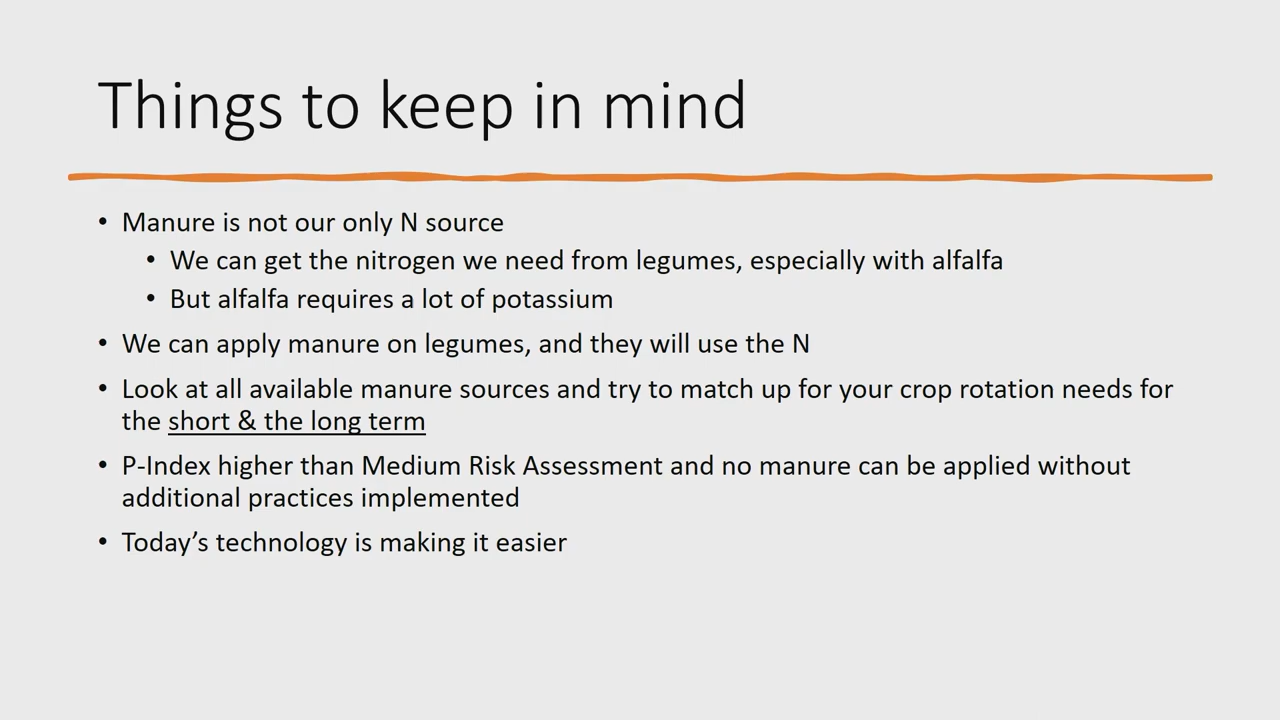 Things to keep in mind
• Manure is not our only N source
• We can get the nitrogen we need from legumes, especially with alfalfa
• But alfalfa requires a lot of potassium
• We can apply manure on legumes, and they will use the N
• Look at all available manure sources and try to match up for your crop rotation needs for
the short & the long term
• P-Index higher than Medium Risk Assessment and no manure can be applied without
additional practices implemented
• Today’s technology is making it easier